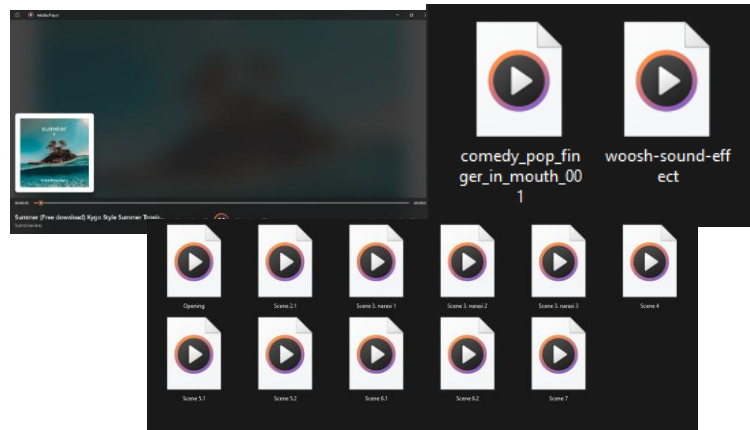 Media Player
summer
Summer (Free download) Kygo Style Summer Tropic...
comedy_pop_fin
ger_in_mouth_00
1
woosh-sound-eff
ect
Opening
Scene 2.1
Scene 3. narasi 1
Scene 3. narasi 2
Scene 3. narasi 3
Scene 4
Scene 5.1
Scene 5.2
Scene 6.1
Scene 6.2
Scene 7